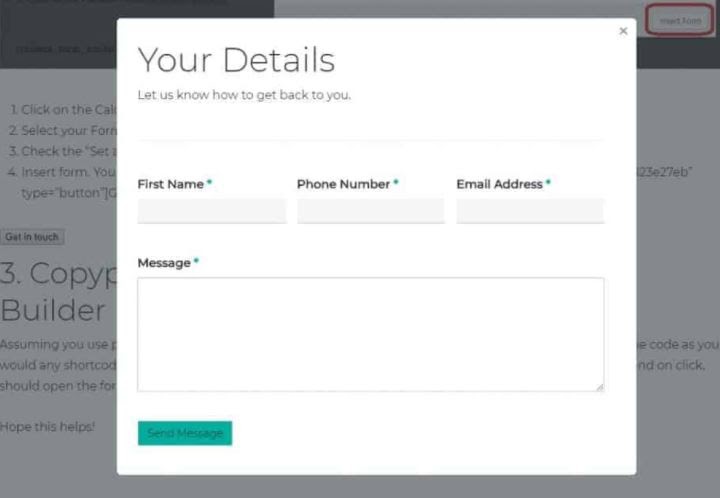 Insert Form
×
Your Details
Let us know how to get back to you.
1. Click on the Calc
2. Select your Form
3. Check the “Set a
4. Insert form. You 323e27eb”
type=“button”]G
First Name *
Phone Number *
Email Address *
Message *
Get in touch
3. Copyp
Builder
Assuming you use p e code as you
would any shortcod nd on click,
should open the for
Hope this helps!
Send Message